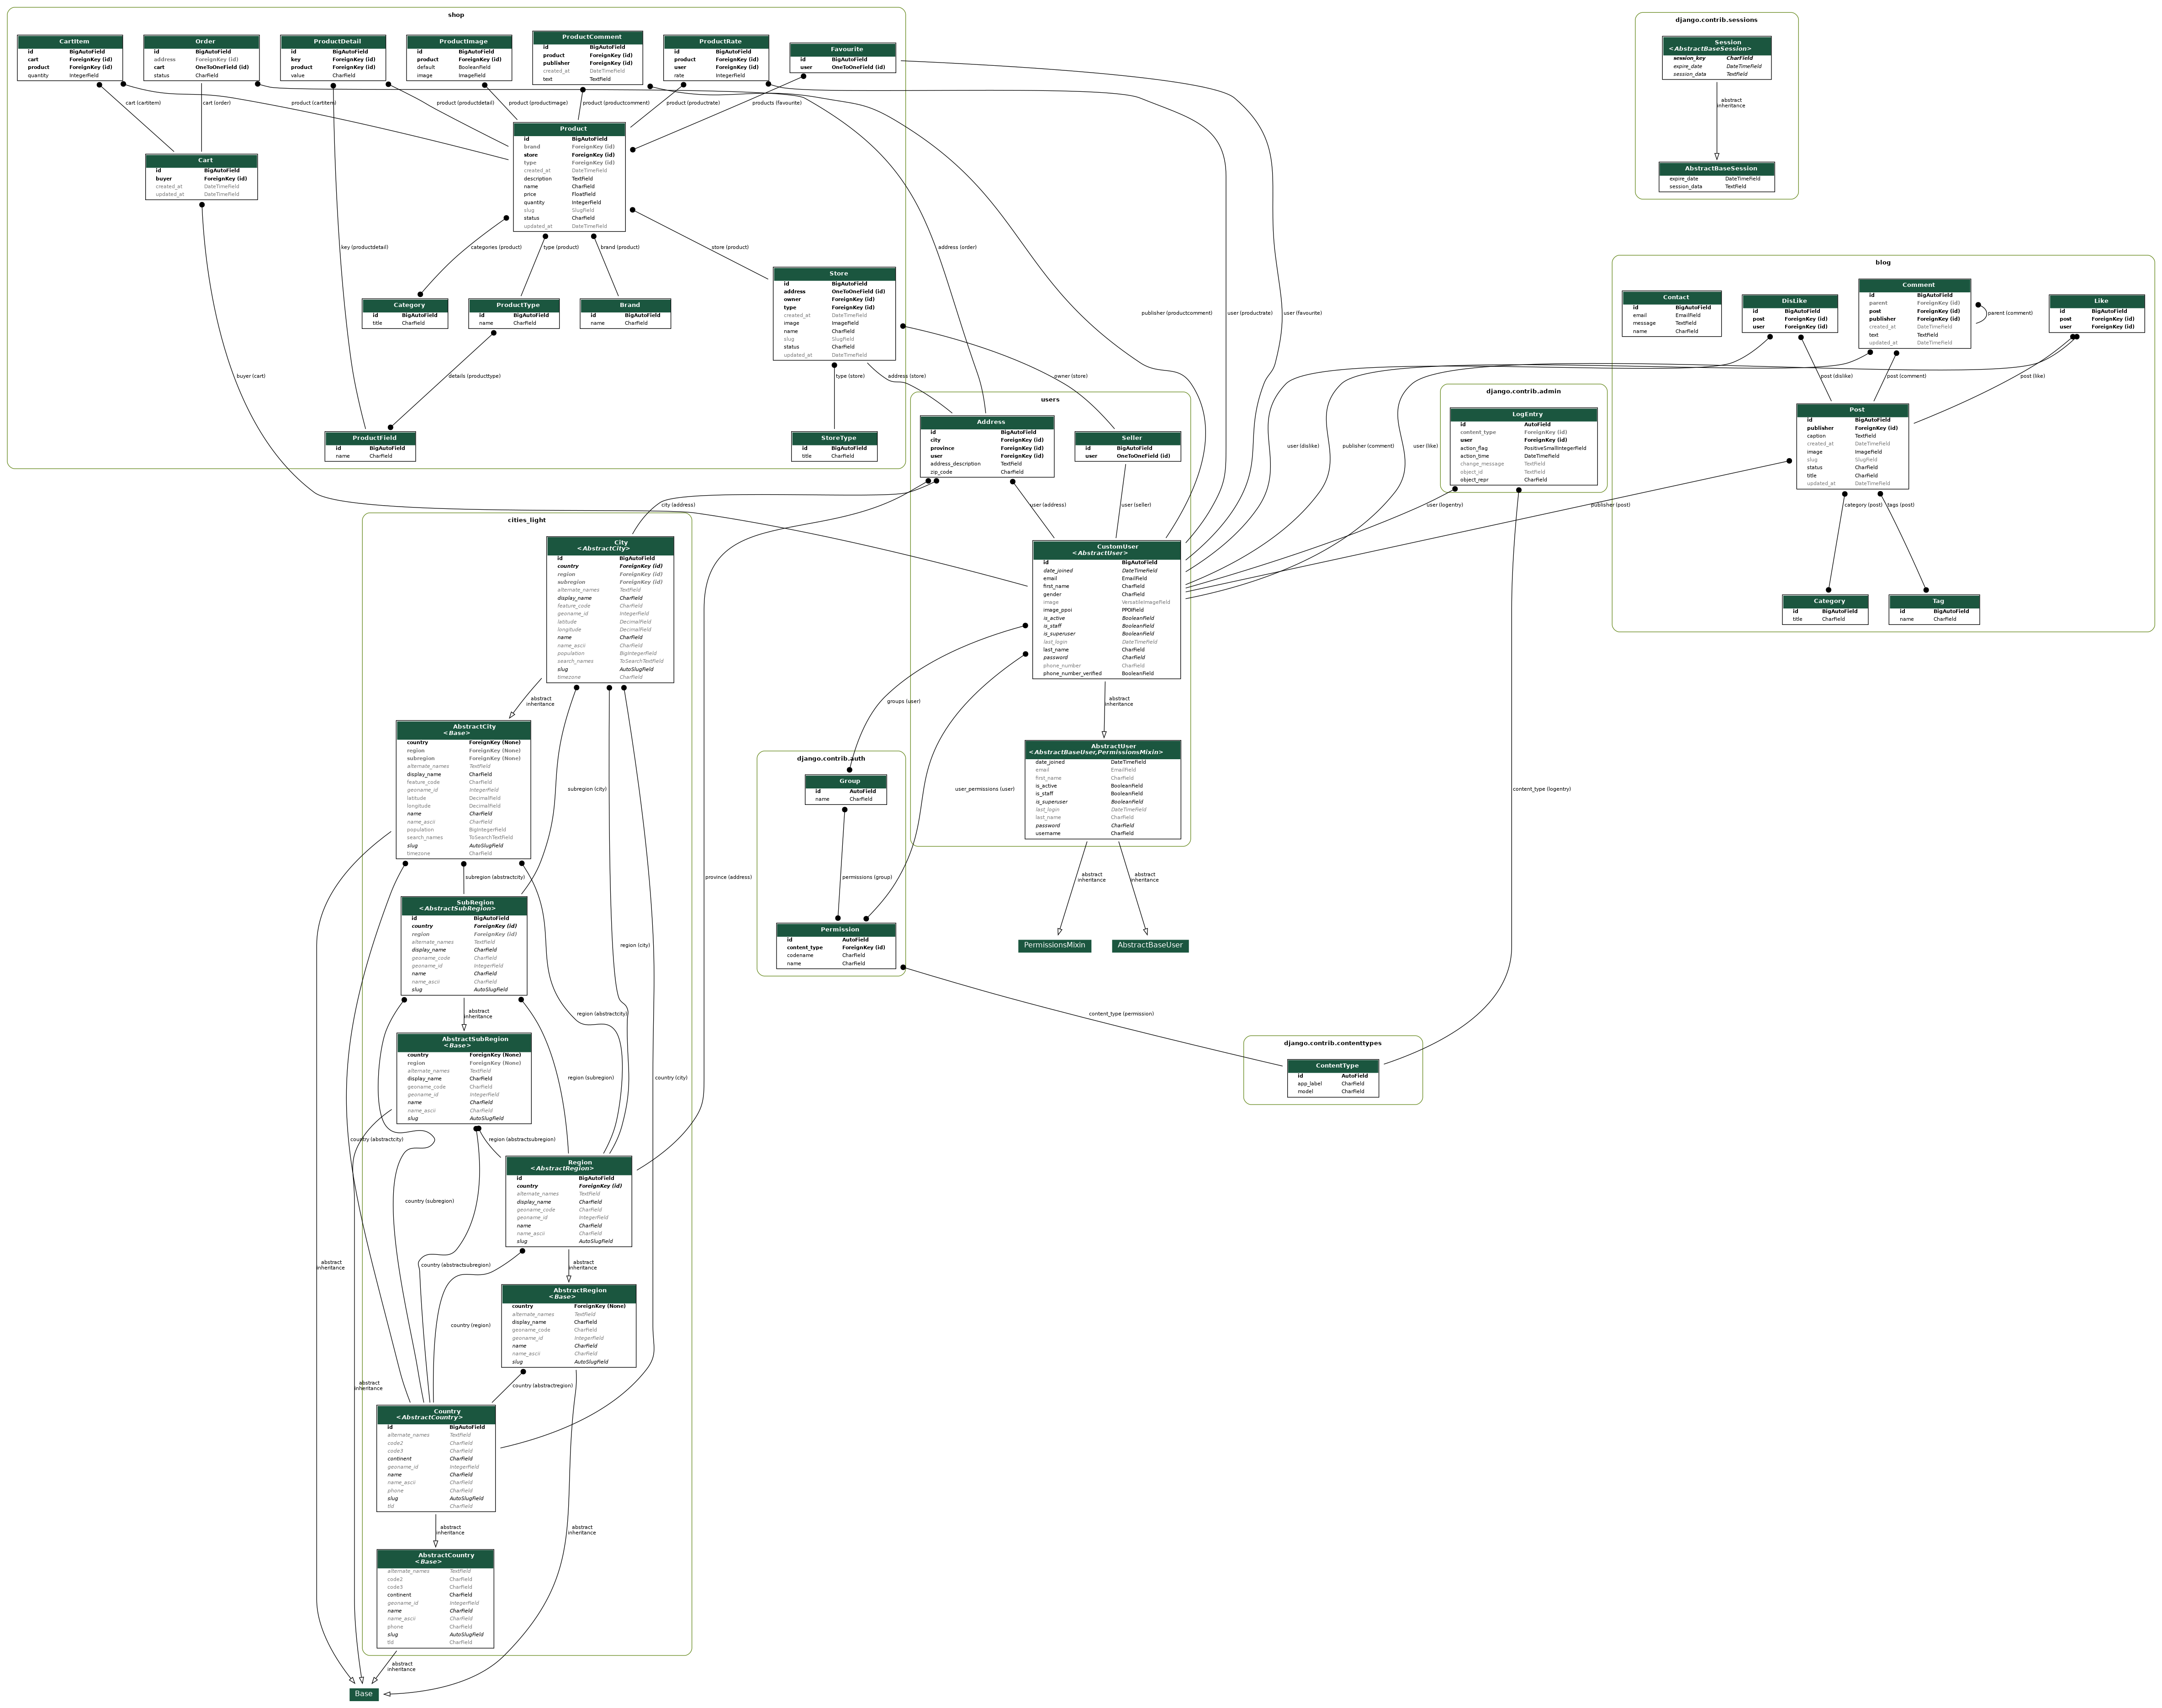 shop
CartItem
id BigAutoField
cart ForeignKey (id)
product ForeignKey (id)
quantity IntegerField
Order
id BigAutoField
address ForeignKey (id)
cart OneToOneField (id)
status CharField
ProductDetail
id BigAutoField
key ForeignKey (id)
product ForeignKey (id)
value CharField
ProductImage
id BigAutoField
product ForeignKey (id)
default BooleanField
image ImageField
ProductComment
id BigAutoField
product ForeignKey (id)
publisher ForeignKey (id)
created_at DateTimeField
text TextField
ProductRate
id BigAutoField
product ForeignKey (id)
user ForeignKey (id)
rate IntegerField
Favourite
id BigAutoField
user OneToOneField (id)
cart (cartitem)
cart (order)
product (cartitem)
product (productdetail)
product (productimage)
product (productcomment)
product (productrate)
products (favourite)
Product
id BigAutoField
brand ForeignKey (id)
store ForeignKey (id)
type ForeignKey (id)
created_at DateTimeField
description TextField
name CharField
price FloatField
quantity IntegerField
slug SlugField
status CharField
updated_at DateTimeField
Cart
id BigAutoField
buyer ForeignKey (id)
created_at DateTimeField
updated_at DateTimeField
key (productdetail)
categories (product)
type (product)
brand (product)
store (product)
address (order)
Category
id BigAutoField
title CharField
ProductType
id BigAutoField
name CharField
Brand
id BigAutoField
name CharField
Store
id BigAutoField
address OneToOneField (id)
owner ForeignKey (id)
type ForeignKey (id)
created_at DateTimeField
image ImageField
name CharField
slug SlugField
status CharField
updated_at DateTimeField
publisher (productcomment)
user (productrate)
user (favourite)
buyer (cart)
details (producttype)
type (store)
address (store)
owner (store)
ProductField
id BigAutoField
name CharField
StoreType
id BigAutoField
title CharField
django.contrib.sessions
Session
<AbstractBaseSession>
session_key CharField
expire_date DateTimeField
session_data TextField
abstract
inheritance
AbstractBaseSession
expire_date DateTimeField
session_data TextField
blog
Contact
id BigAutoField
email EmailField
message TextField
name CharField
DisLike
id BigAutoField
post ForeignKey (id)
user ForeignKey (id)
Comment
id BigAutoField
parent ForeignKey (id)
post ForeignKey (id)
publisher ForeignKey (id)
created_at DateTimeField
text TextField
updated_at DateTimeField
parent (comment)
Like
id BigAutoField
post ForeignKey (id)
user ForeignKey (id)
post (dislike)
post (comment)
post (like)
Post
id BigAutoField
publisher ForeignKey (id)
caption TextField
created_at DateTimeField
image ImageField
slug SlugField
status CharField
title CharField
updated_at DateTimeField
publisher (post)
category (post)
tags (post)
Category
id BigAutoField
title CharField
Tag
id BigAutoField
name CharField
users
Address
id BigAutoField
city ForeignKey (id)
province ForeignKey (id)
user ForeignKey (id)
address_description TextField
zip_code CharField
Seller
id BigAutoField
user OneToOneField (id)
user (dislike)
publisher (comment)
user (like)
city (address)
user (address)
user (seller)
django.contrib.admin
LogEntry
id AutoField
content_type ForeignKey (id)
user ForeignKey (id)
action_flag PositiveSmallIntegerField
action_time DateTimeField
change_message TextField
object_id TextField
object_repr CharField
user (logentry)
CustomUser
<AbstractUser>
id BigAutoField
date_joined DateTimeField
email EmailField
first_name CharField
gender CharField
image VersatileImageField
image_ppoi PPOIField
is_active BooleanField
is_staff BooleanField
is_superuser BooleanField
last_login DateTimeField
last_name CharField
password CharField
phone_number CharField
phone_number_verified BooleanField
abstract
inheritance
groups (user)
user_permissions (user)
AbstractUser
<AbstractBaseUser,PermissionsMixin>
date_joined DateTimeField
email EmailField
first_name CharField
is_active BooleanField
is_staff BooleanField
is_superuser BooleanField
last_login DateTimeField
last_name CharField
password CharField
username CharField
abstract
inheritance
abstract
inheritance
PermissionsMixin
AbstractBaseUser
django.contrib.auth
Group
id AutoField
name CharField
permissions (group)
Permission
id AutoField
content_type ForeignKey (id)
codename CharField
name CharField
content_type (permission)
content_type (logentry)
django.contrib.contenttypes
ContentType
id AutoField
app_label CharField
model CharField
cities_light
City
<AbstractCity>
id BigAutoField
country ForeignKey (id)
region ForeignKey (id)
subregion ForeignKey (id)
alternate_names TextField
display_name CharField
feature_code CharField
geoname_id IntegerField
latitude DecimalField
longitude DecimalField
name CharField
name_ascii CharField
population BigIntegerField
search_names ToSearchTextField
slug AutoSlugField
timezone CharField
abstract
inheritance
AbstractCity
<Base>
country ForeignKey (None)
region ForeignKey (None)
subregion ForeignKey (None)
alternate_names TextField
display_name CharField
feature_code CharField
geoname_id IntegerField
latitude DecimalField
longitude DecimalField
name CharField
name_ascii CharField
population BigIntegerField
search_names ToSearchTextField
slug AutoSlugField
timezone CharField
subregion (city)
subregion (abstractcity)
province (address)
SubRegion
<AbstractSubRegion>
id BigAutoField
country ForeignKey (id)
region ForeignKey (id)
alternate_names TextField
display_name CharField
geoname_code CharField
geoname_id IntegerField
name CharField
name_ascii CharField
slug AutoSlugField
region (city)
abstract
inheritance
region (abstractcity)
AbstractSubRegion
<Base>
country ForeignKey (None)
region ForeignKey (None)
alternate_names TextField
display_name CharField
geoname_code CharField
geoname_id IntegerField
name CharField
name_ascii CharField
slug AutoSlugField
region (subregion)
country (city)
country (abstractcity)
region (abstractsubregion)
Region
<AbstractRegion>
id BigAutoField
country ForeignKey (id)
alternate_names TextField
display_name CharField
geoname_code CharField
geoname_id IntegerField
name CharField
name_ascii CharField
slug AutoSlugField
country (subregion)
abstract
inheritance
country (abstractsubregion)
abstract
inheritance
AbstractRegion
<Base>
country ForeignKey (None)
alternate_names TextField
display_name CharField
geoname_code CharField
geoname_id IntegerField
name CharField
name_ascii CharField
slug AutoSlugField
country (region)
abstract
inheritance
country (abstractregion)
Country
<AbstractCountry>
id BigAutoField
alternate_names TextField
code2 CharField
code3 CharField
continent CharField
geoname_id IntegerField
name CharField
name_ascii CharField
phone CharField
slug AutoSlugField
tld CharField
abstract
inheritance
abstract
inheritance
AbstractCountry
<Base>
alternate_names TextField
code2 CharField
code3 CharField
continent CharField
geoname_id IntegerField
name CharField
name_ascii CharField
phone CharField
slug AutoSlugField
tld CharField
abstract
inheritance
Base